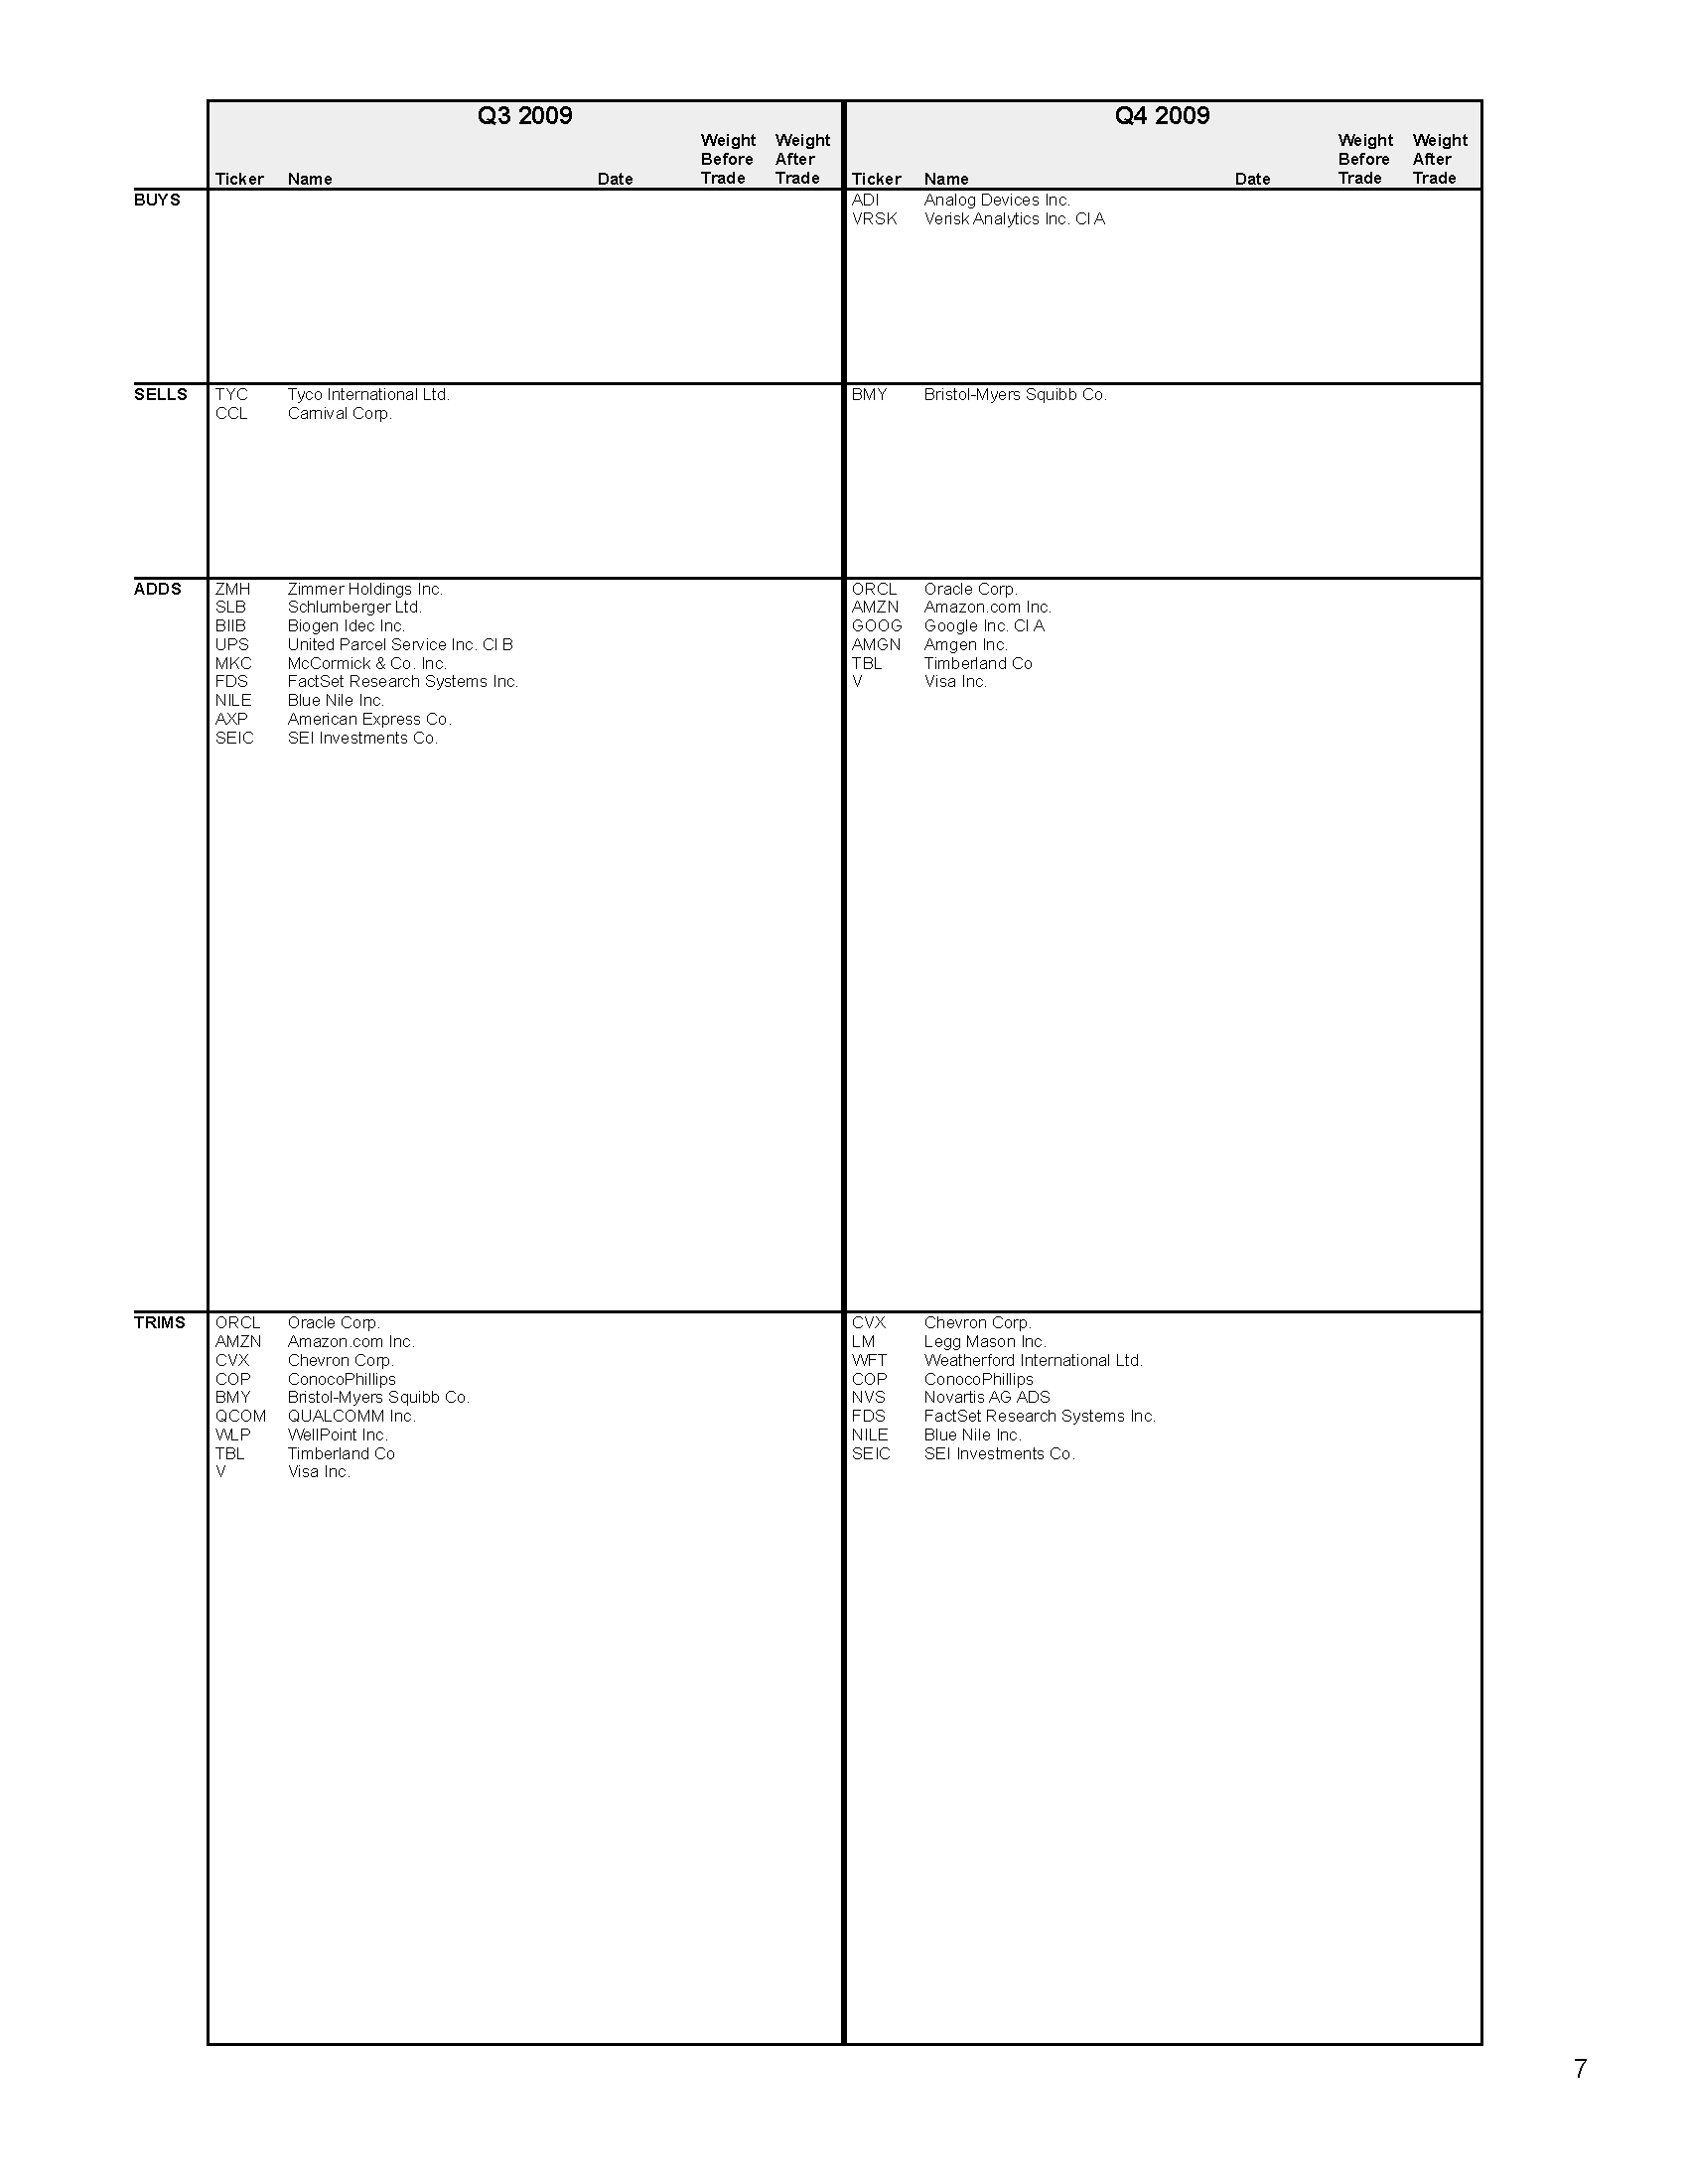 Q3 2009 Q4 2009
Weight Weight Weight Weight
Before After Before After
Ticker Name Date Trade Trade Ticker Name Date Trade Trade
BUYS ADI Analog Devices Inc.
VRSK Verisk Analytics Inc. Cl A
SELLS TYC Tyco International Ltd. BMY Bristol-Myers Squibb Co.
CCL Carnival Corp.
ADDS ZMH Zimmer Holdings Inc. ORCL Oracle Corp.
SLB Schlumberger Ltd. AMZN Amazon.com Inc.
BIIB Biogen Idec Inc. GOOG Google Inc. Cl A
UPS United Parcel Service Inc. Cl B AMGN Amgen Inc.
MKC McCormick & Co. Inc. TBL Timberland Co
FDS FactSet Research Systems Inc. V Visa Inc.
NILE Blue Nile Inc.
AXP American Express Co.
SEIC SEI Investments Co.
TRIMS ORCL Oracle Corp. CVX Chevron Corp.
AMZN Amazon.com Inc. LM Legg Mason Inc.
CVX Chevron Corp. WFT Weatherford International Ltd.
COP ConocoPhillips COP ConocoPhillips
BMY Bristol-Myers Squibb Co. NVS Novartis AG ADS
QCOM QUALCOMM Inc. FDS FactSet Research Systems Inc.
WLP WellPoint Inc. NILE Blue Nile Inc.
TBL Timberland Co SEIC SEI Investments Co.
V Visa Inc.
7